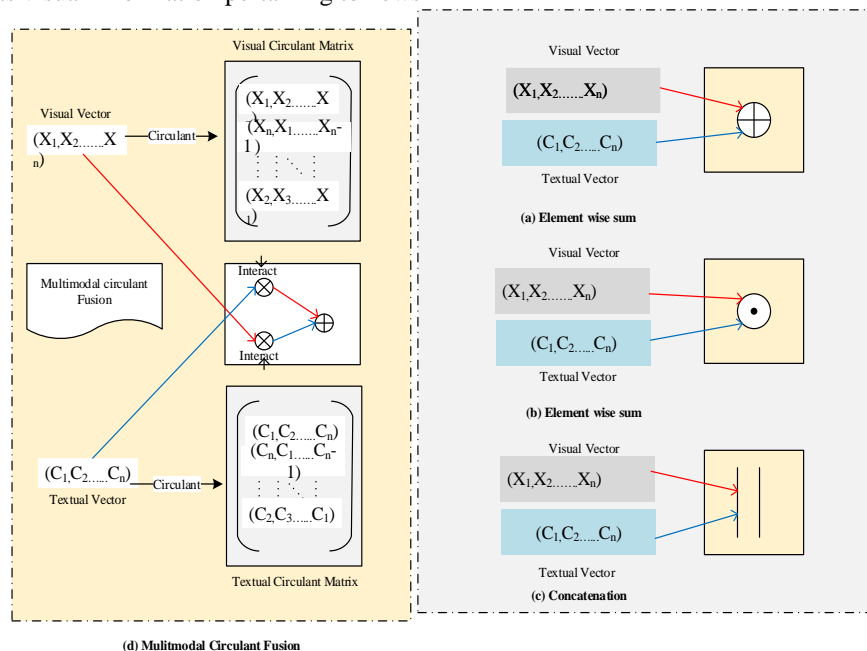 Visual Circulant Matrix
Visual Vector
(X1,X2.......X
n)
Circulant
(X1,X2.......X
)
(Xn,X1......Xn-
1)
(X2,X3.......X
1)
Multimodal circulant
Fusion
Interact
Interact
(C1,C2......Cn)
Textual Vector
Circulant
(C1,C2......Cn)
(Cn,C1......Cn-
1)
(C2,C3......C1)
Textual Circulant Matrix
(d) Mulitmodal Circulant Fusion
Visual Vector
(X1,X2.......Xn)
(C1,C2......Cn)
Textual Vector
(a) Element wise sum
Visual Vector
(X1,X2.......Xn)
(C1,C2......Cn)
Textual Vector
(b) Element wise sum
Visual Vector
(X1,X2.......Xn)
(C1,C2......Cn)
Textual Vector
(c) Concatenation